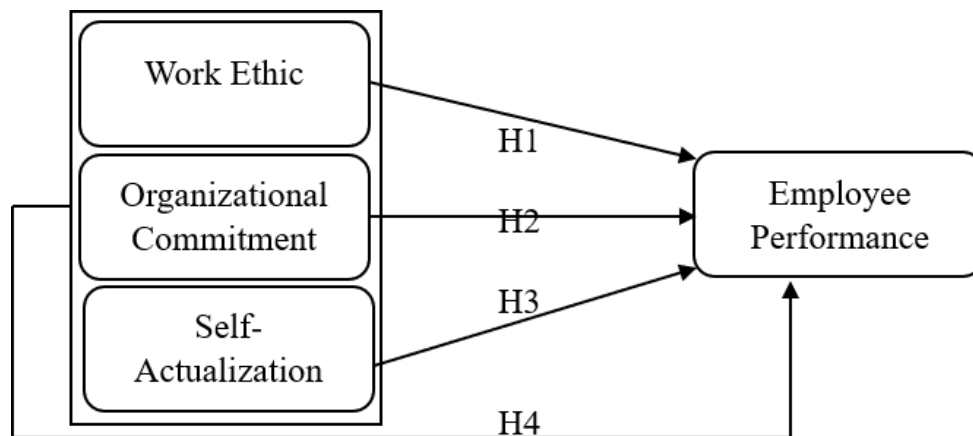 Work Ethic
H1
Organizational
Commitment
H2
Employee
Performance
Self-
Actualization
H3
H4